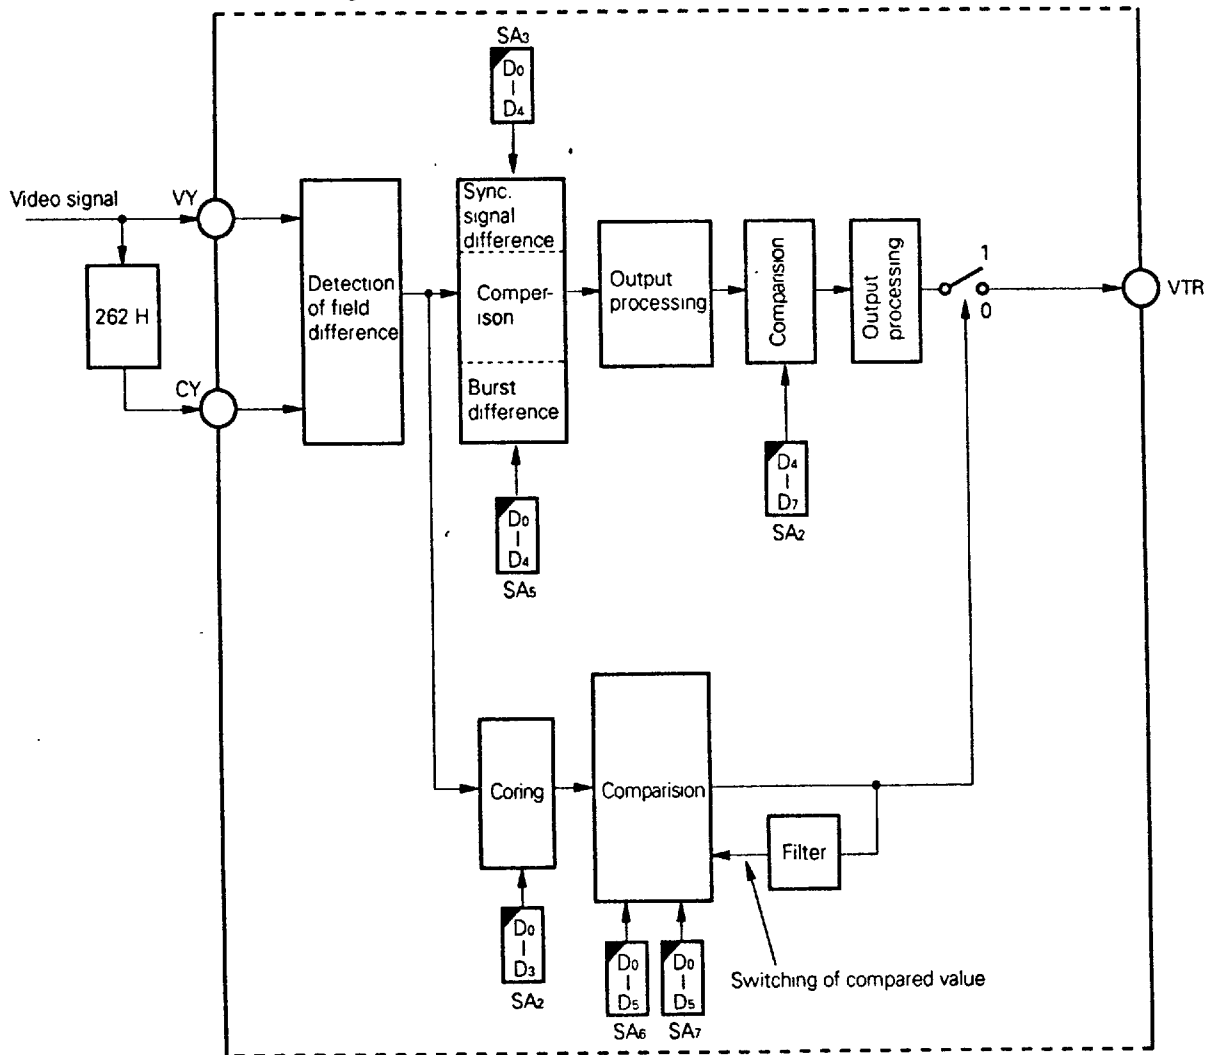 SA3
D0
|
D4
Video signal
VY
262 H
CY
Detection
of field
difference
Sync.
signal
difference
Comper-
ison
Burst
difference
D0
|
D4
SA5
Output
processing
Comparision
D4
|
D7
SA2
Output
processing
1
0
VTR
Coring
D0
|
D3
SA2
Comparision
D0
|
D5
SA6
D0
|
D5
SA7
Filter
Switching of compared value